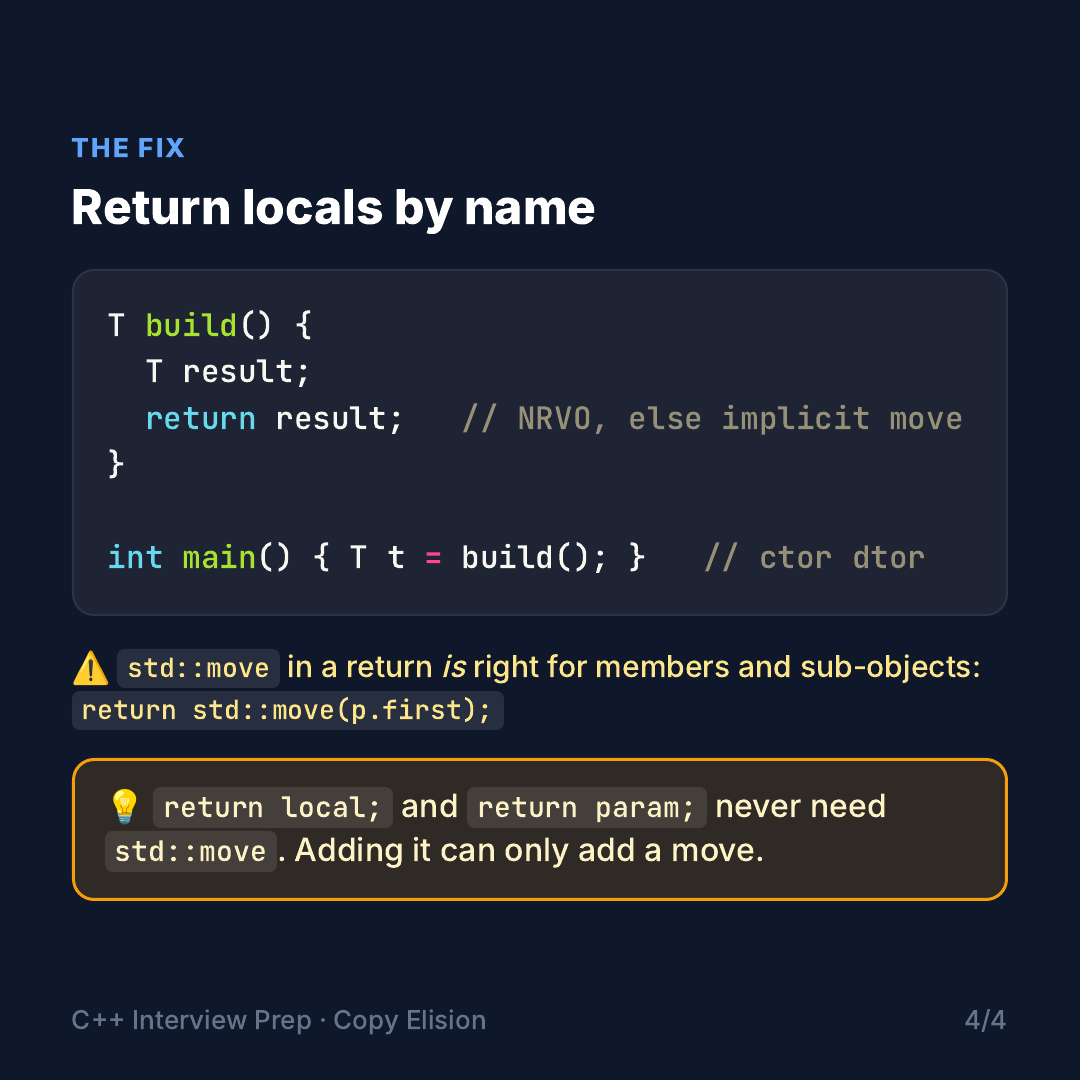 THE FIX
Return locals by name
T build() {
  T result;
  return result;   // NRVO, else implicit move
}

int main() { T t = build(); }   // ctor dtor
⚠️ std::move in a return is right for members and sub-objects:
return std::move(p.first);
💡 return local; and return param; never need
std::move. Adding it can only add a move.
C++ Interview Prep · Copy Elision
4/4